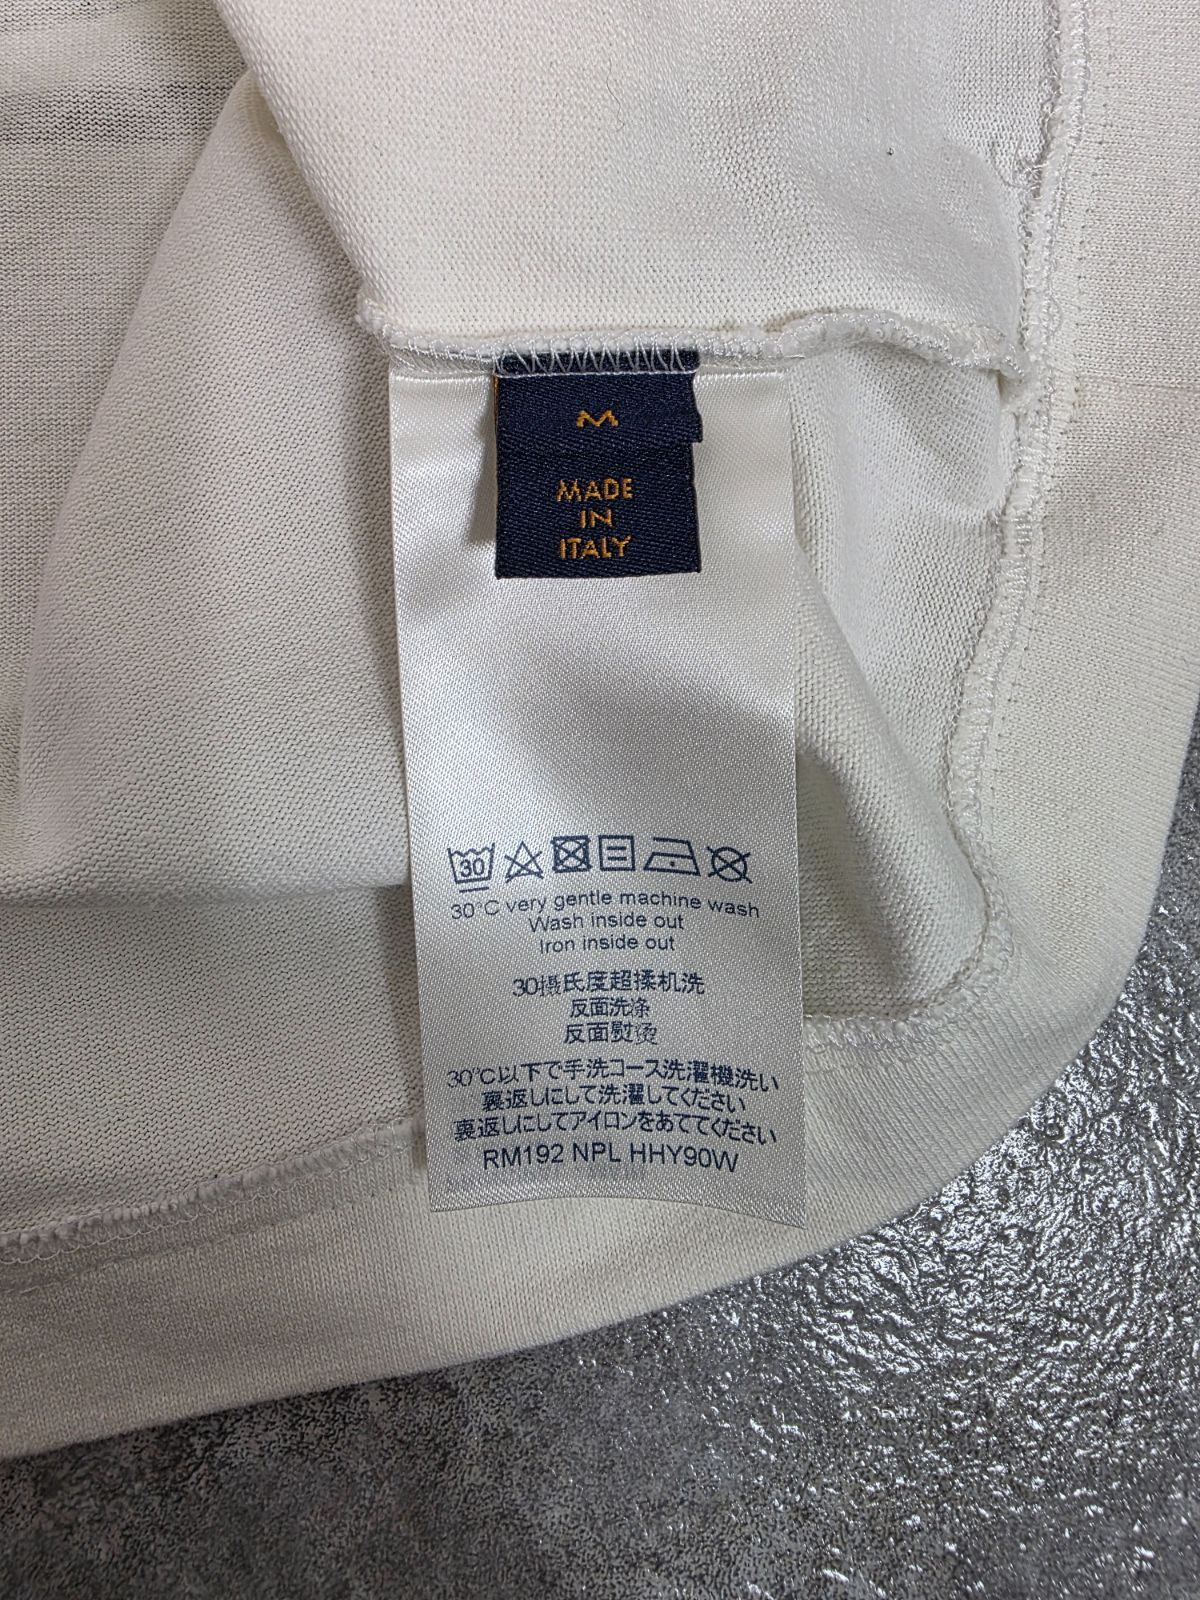 M
MADE
IN
ITALY
30
30°C very gentle machine wash
Wash inside out
Iron inside out
30摄氏度超揉机洗
反面洗涤
反面熨烫
30℃以下で手洗コース洗濯機洗い
裏返しにして洗濯してください
裏返しにしてアイロンをあててください
RM192 NPL HHY90W